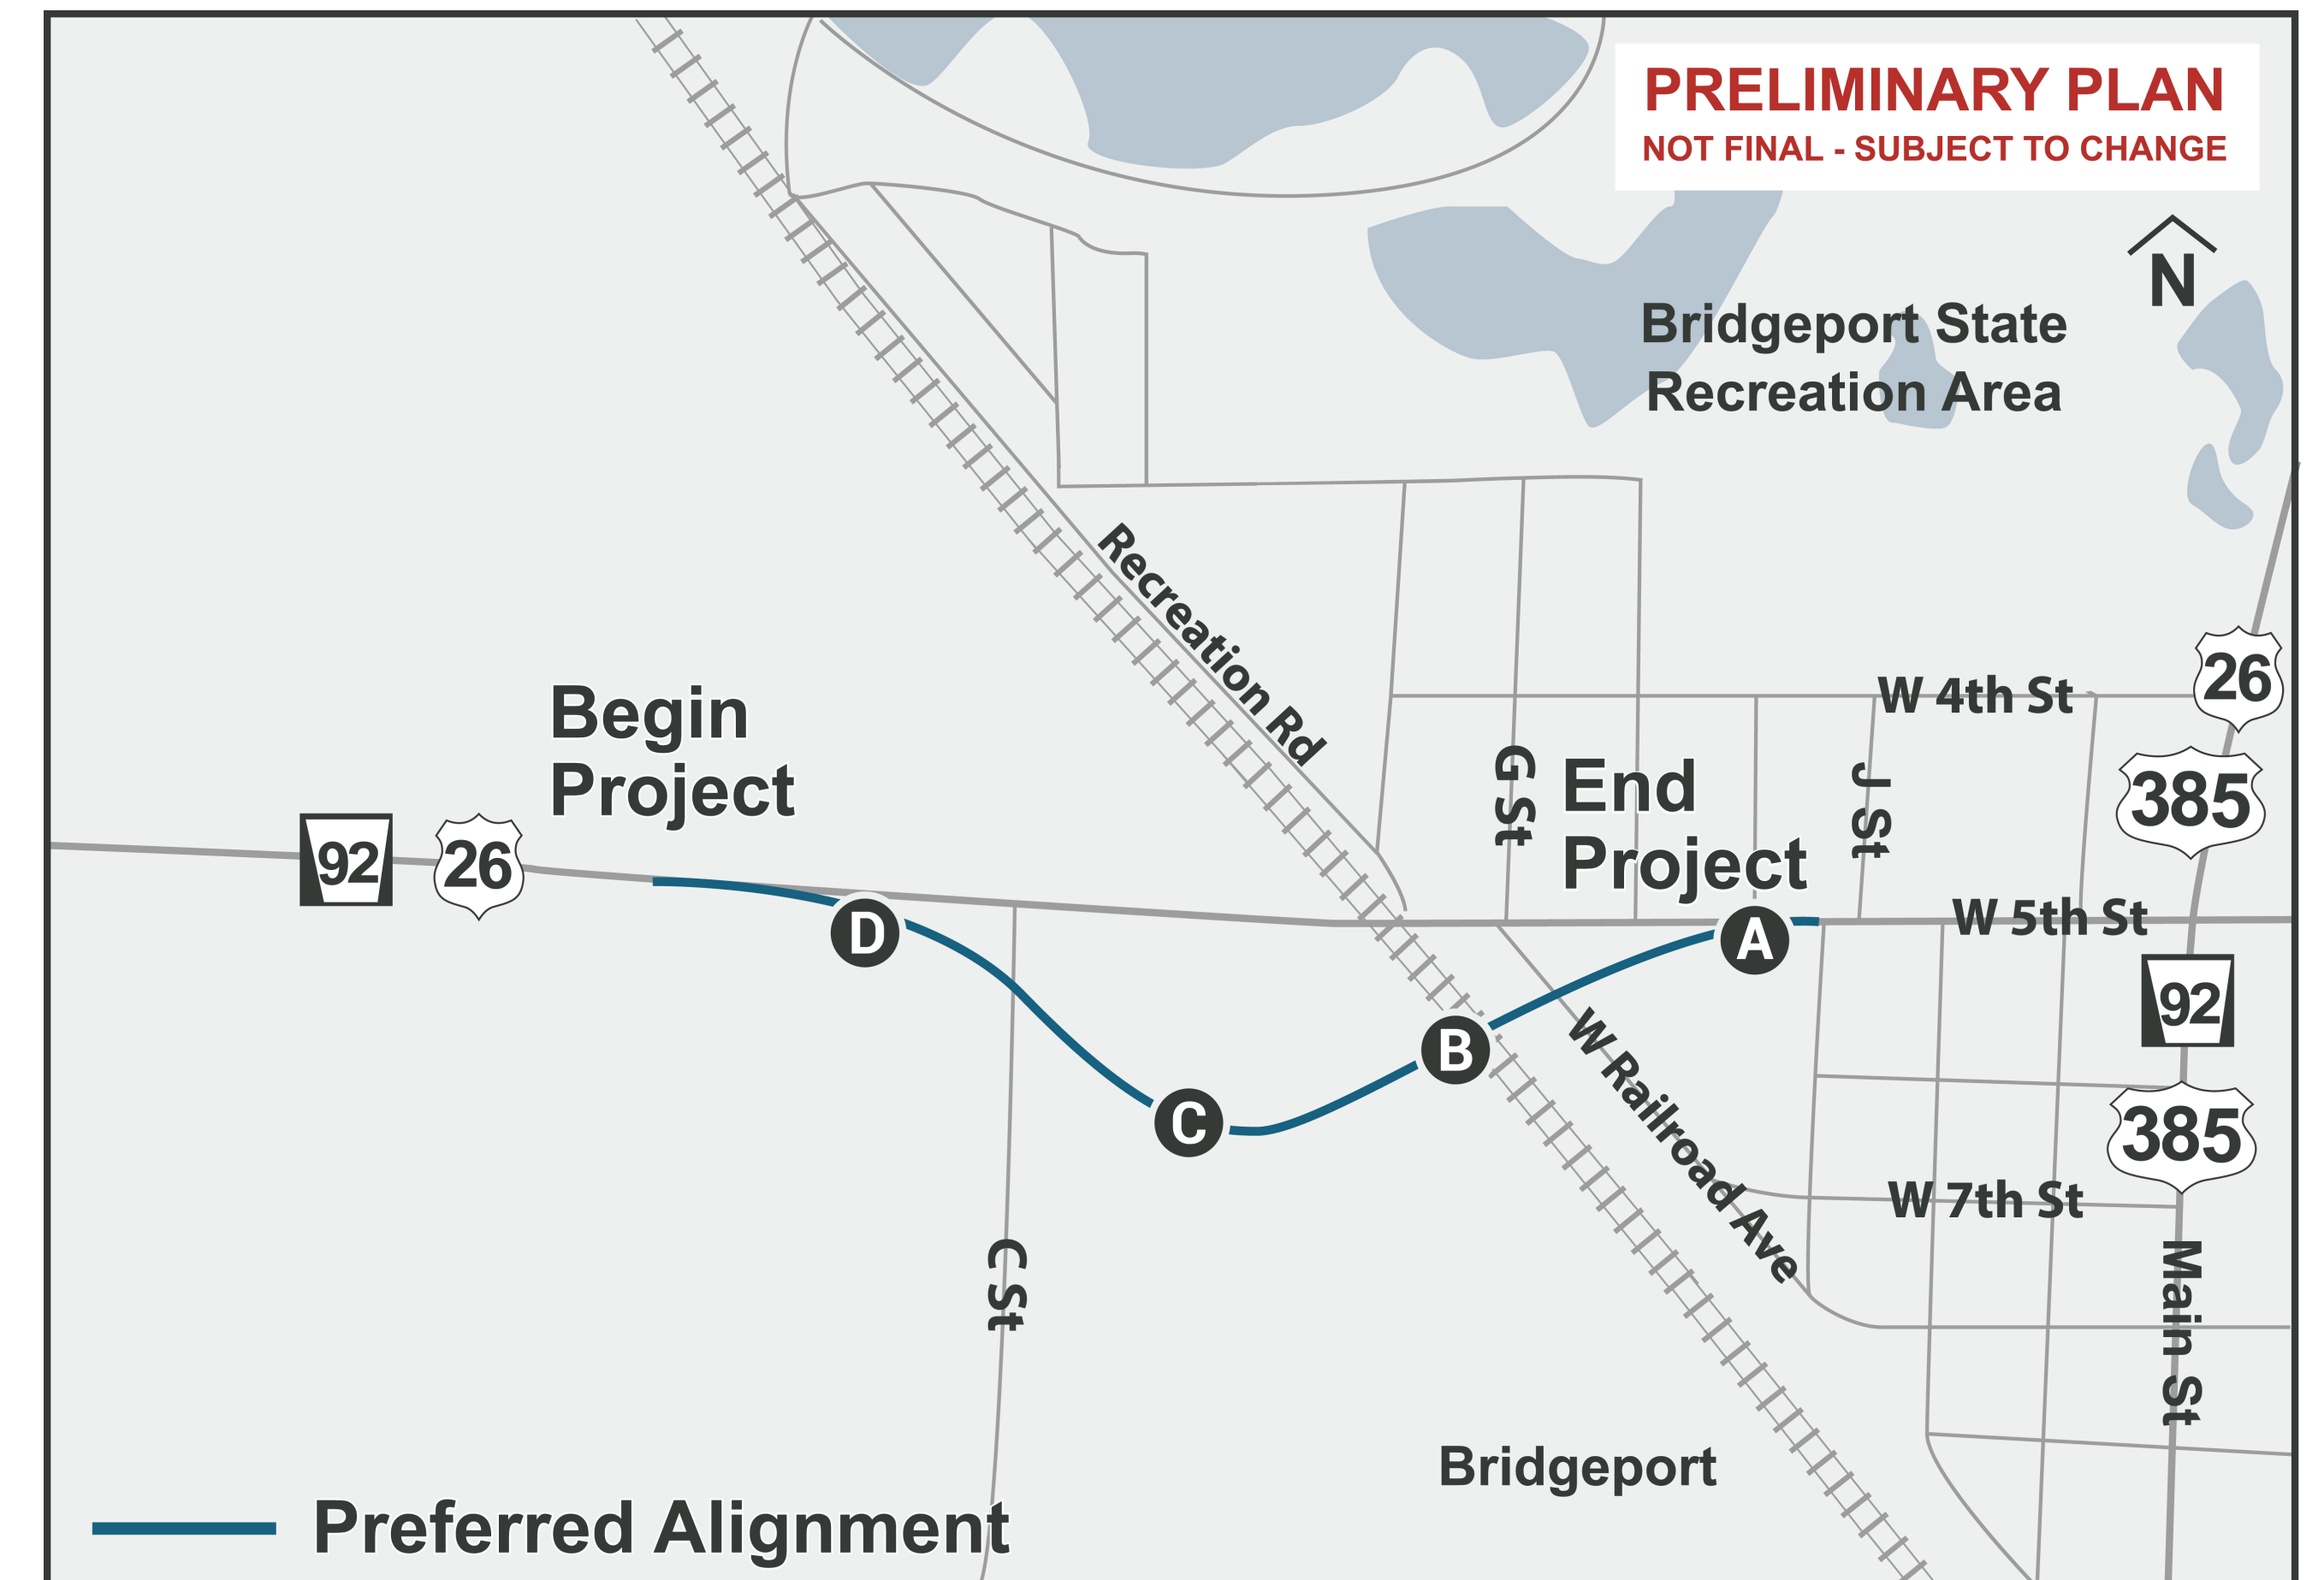 PRELIMINARY PLAN
NOT FINAL - SUBJECT TO CHANGE
N
Bridgeport State
Recreation Area
Recreation Rd
26
W 4th St
385
Begin
Project
G St
End
Project
J St
92
26
W 5th St
D
A
92
B
W Railroad Ave
C
385
W 7th St
C St
Main St
Bridgeport
Preferred Alignment